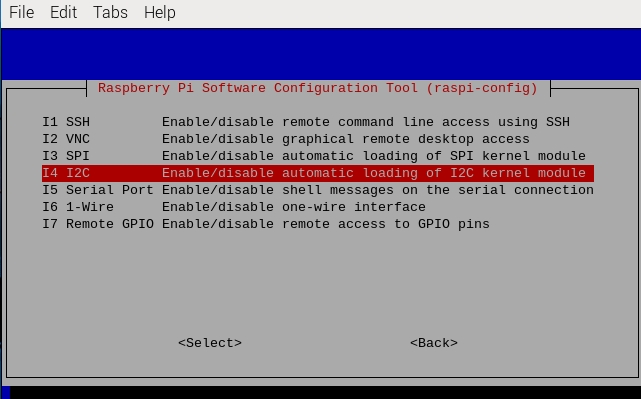 File Edit Tabs Help
Raspberry Pi Software Configuration Tool (raspi-config)
I1 SSH Enable/disable remote command line access using SSH
I2 VNC Enable/disable graphical remote desktop access
I3 SPI Enable/disable automatic loading of SPI kernel module
I4 I2C Enable/disable automatic loading of I2C kernel module
I5 Serial Port Enable/disable shell messages on the serial connection
I6 1-Wire Enable/disable one-wire interface
I7 Remote GPIO Enable/disable remote access to GPIO pins
<Select> <Back>